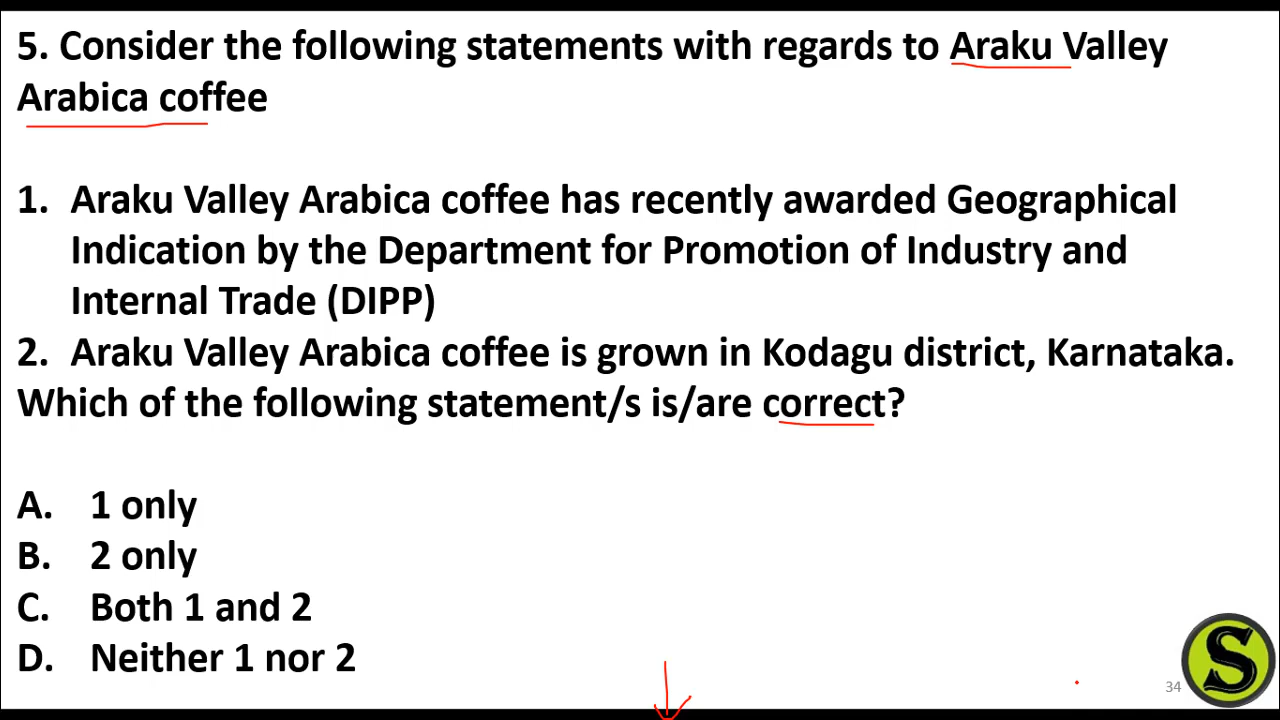 5. Consider the following statements with regards to Araku Valley
Arabica coffee
1. Araku Valley Arabica coffee has recently awarded Geographical
Indication by the Department for Promotion of Industry and
Internal Trade (DIPP)
2. Araku Valley Arabica coffee is grown in Kodagu district, Karnataka.
Which of the following statement/s is/are correct?
A. 1 only
B. 2 only
C. Both 1 and 2
D. Neither 1 nor 2
34
S